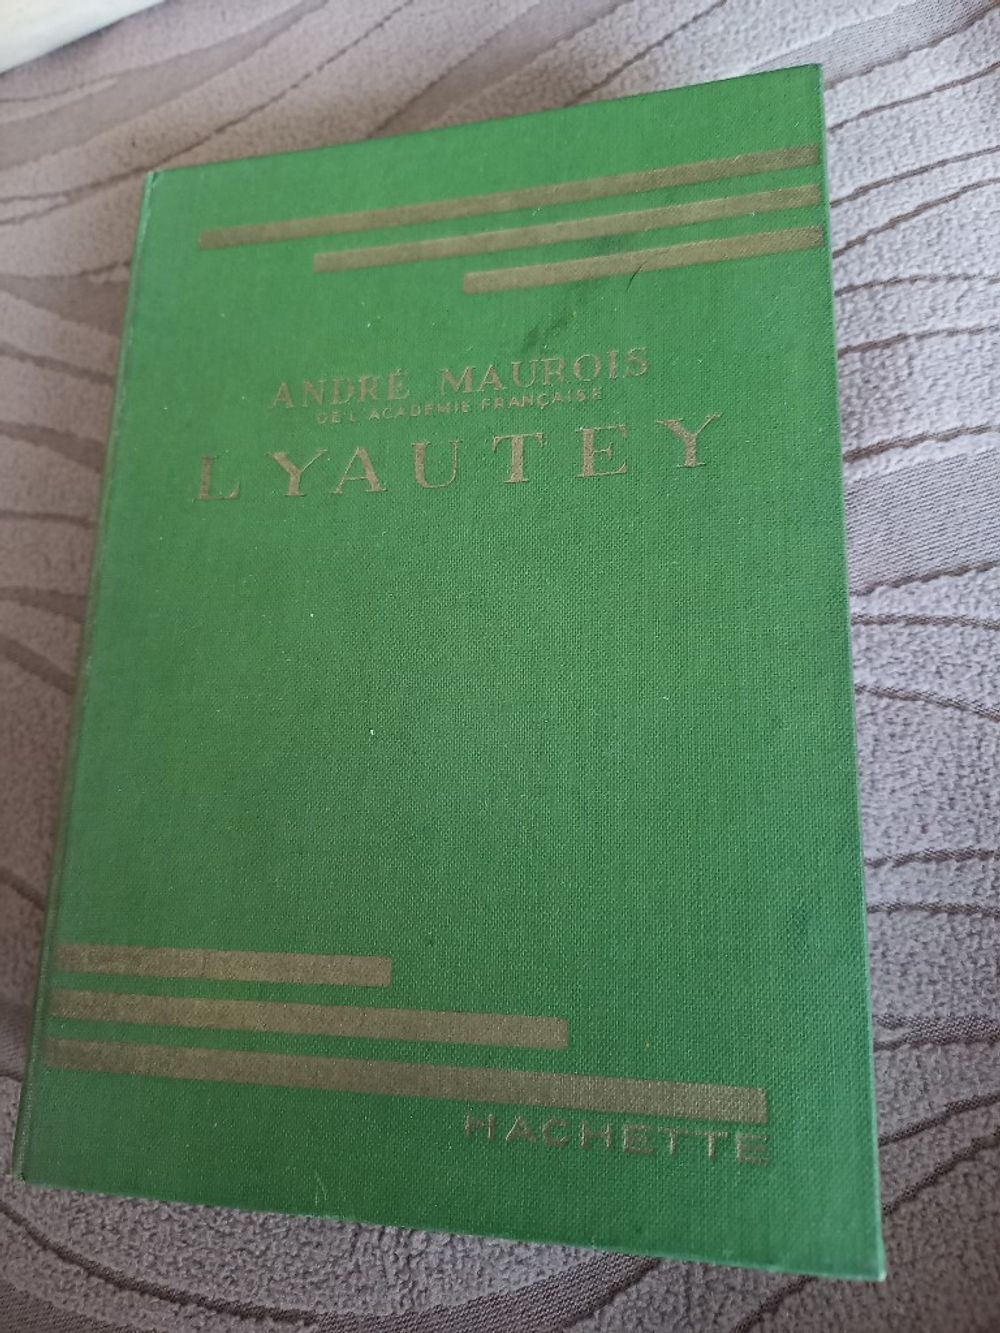 ANDRÉ MAUROIS
DE L'ACADÉMIE FRANÇAISE
LYAUTEY
HACHETTE